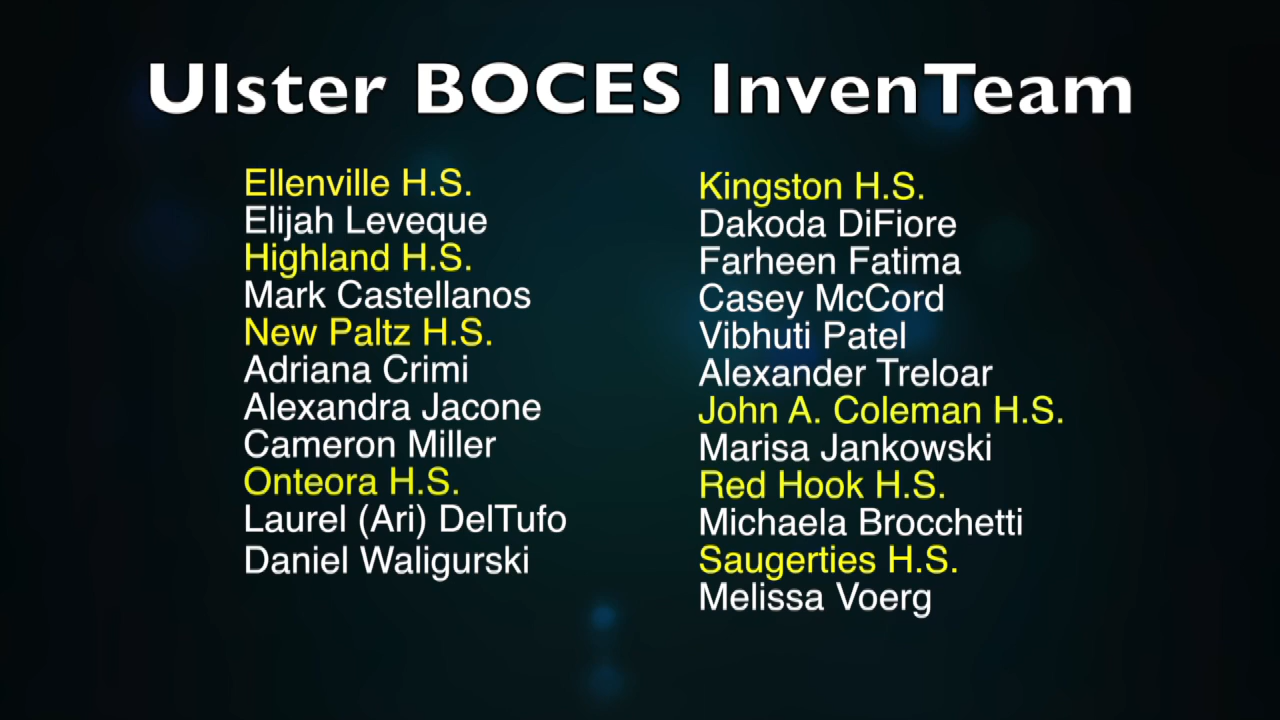 Ulster BOCES InvenTeam
Ellenville H.S.
Elijah Leveque
Highland H.S.
Mark Castellanos
New Paltz H.S.
Adriana Crimi
Alexandra Jacone
Cameron Miller
Onteora H.S.
Laurel (Ari) DelTufo
Daniel Waligurski
Kingston H.S.
Dakoda DiFiore
Farheen Fatima
Casey McCord
Vibhuti Patel
Alexander Treloar
John A. Coleman H.S.
Marisa Jankowski
Red Hook H.S.
Michaela Brocchetti
Saugerties H.S.
Melissa Voerg